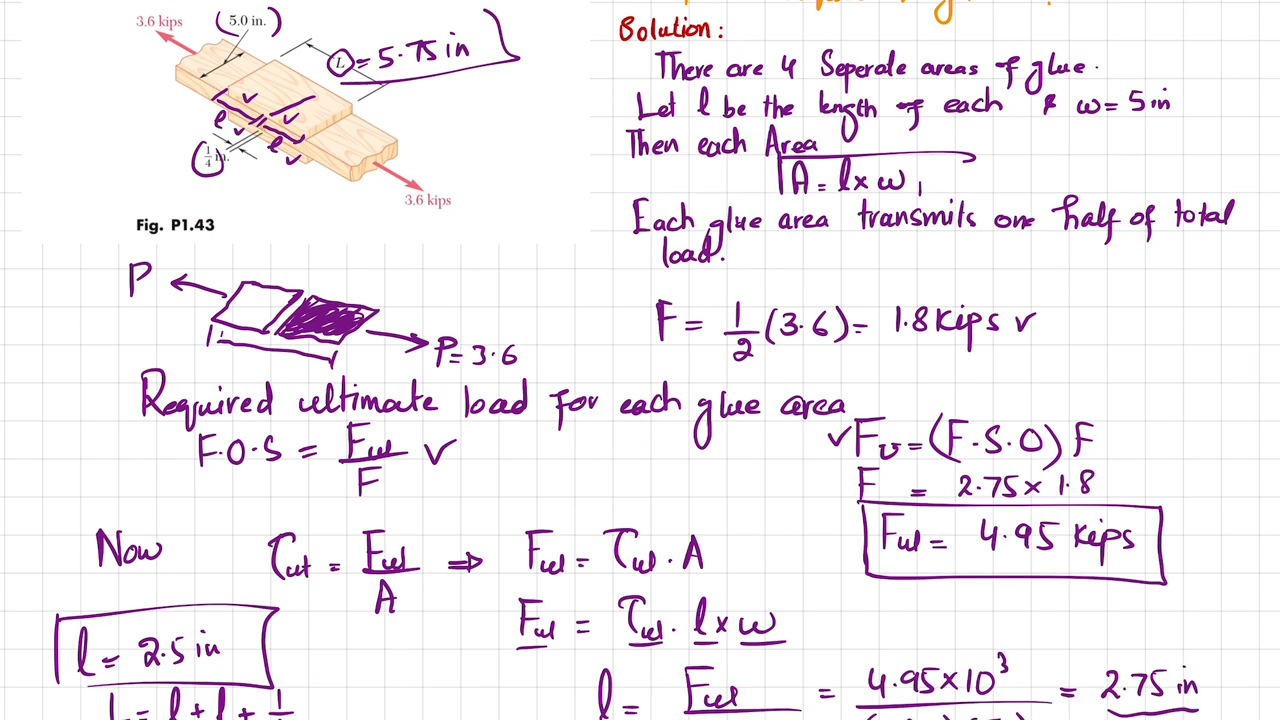 3.6 kips
5.0 in.
L = 5.75 in
l
l
1/4 in.
3.6 kips
Fig. P1.43
Solution:
There are 4 Seperate areas of glue.
Let l be the length of each & w = 5 in
Then each Area
A = l x w
Each glue area transmits one half of total
load.
F = 1/2 (3.6) = 1.8 Kips
P
P = 3.6
Required ultimate load for each glue area
F.O.S = Ful / F
Fu = (F.S.O) F
F = 2.75 x 1.8
Ful = 4.95 Kips
Now
τut = Ful / A ⇒ Ful = τul . A
Ful = τul . l x w
l = 2.5 in
l = Ful = 4.95 x 10³ = 2.75 in
L = l + l + 1